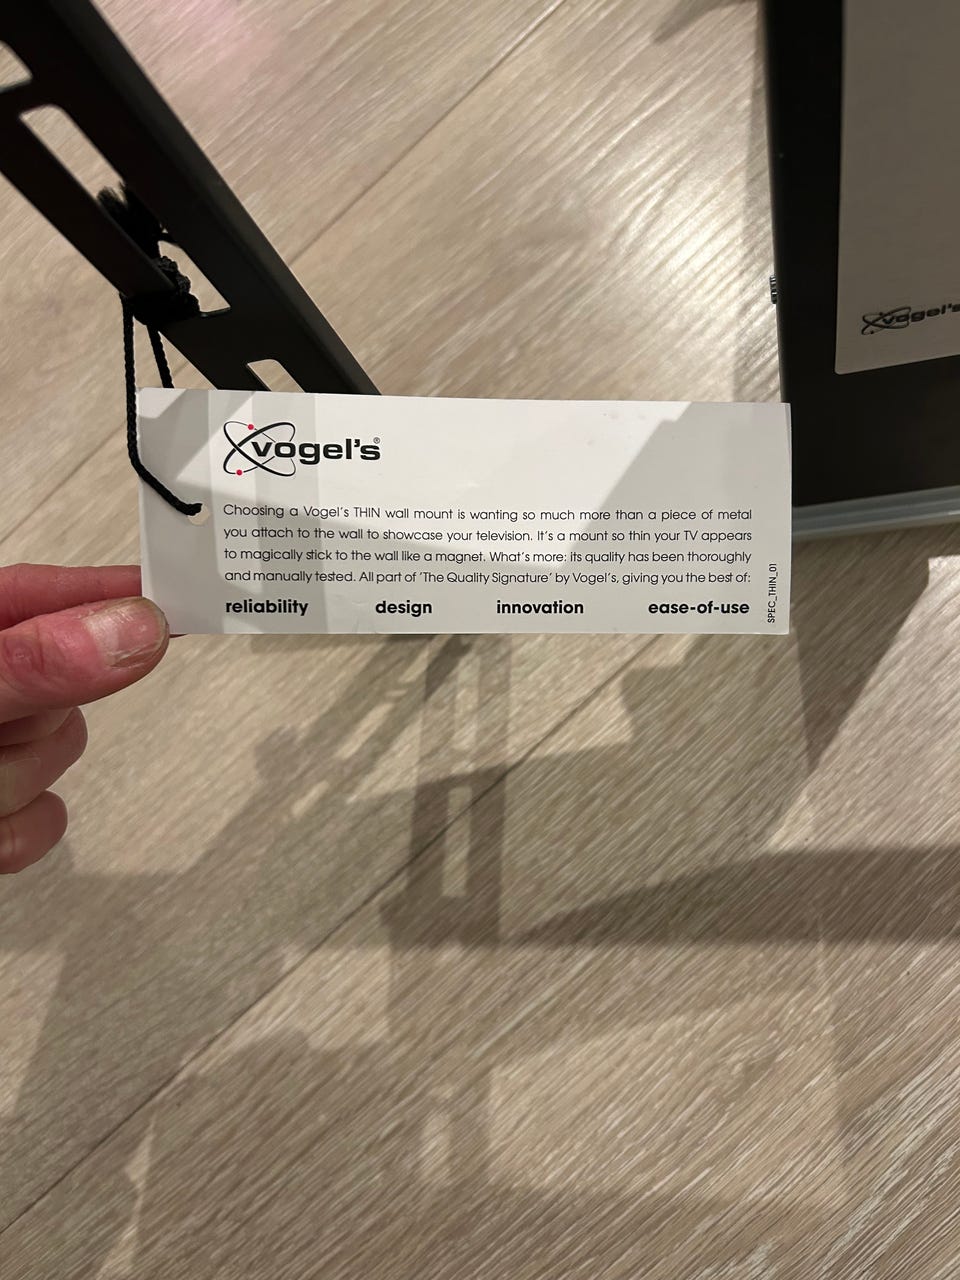 vogel's®
Choosing a Vogel's THIN wall mount is wanting so much more than a piece of metal
you attach to the wall to showcase your television. It's a mount so thin your TV appears
to magically stick to the wall like a magnet. What's more: its quality has been thoroughly
and manually tested. All part of 'The Quality Signature' by Vogel's, giving you the best of:
reliability design innovation ease-of-use
SPEC_THIN_01
vogel's